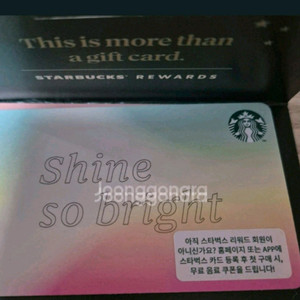 This is more than
a gift card.
STARBUCKS® REWARDS
Shine
Joonggonara
so bright
아직 스타벅스 리워드 회원이
아니신가요? 홈페이지 또는 APP에
스타벅스 카드 등록 후 첫 구매 시,
무료 음료 쿠폰을 드립니다!